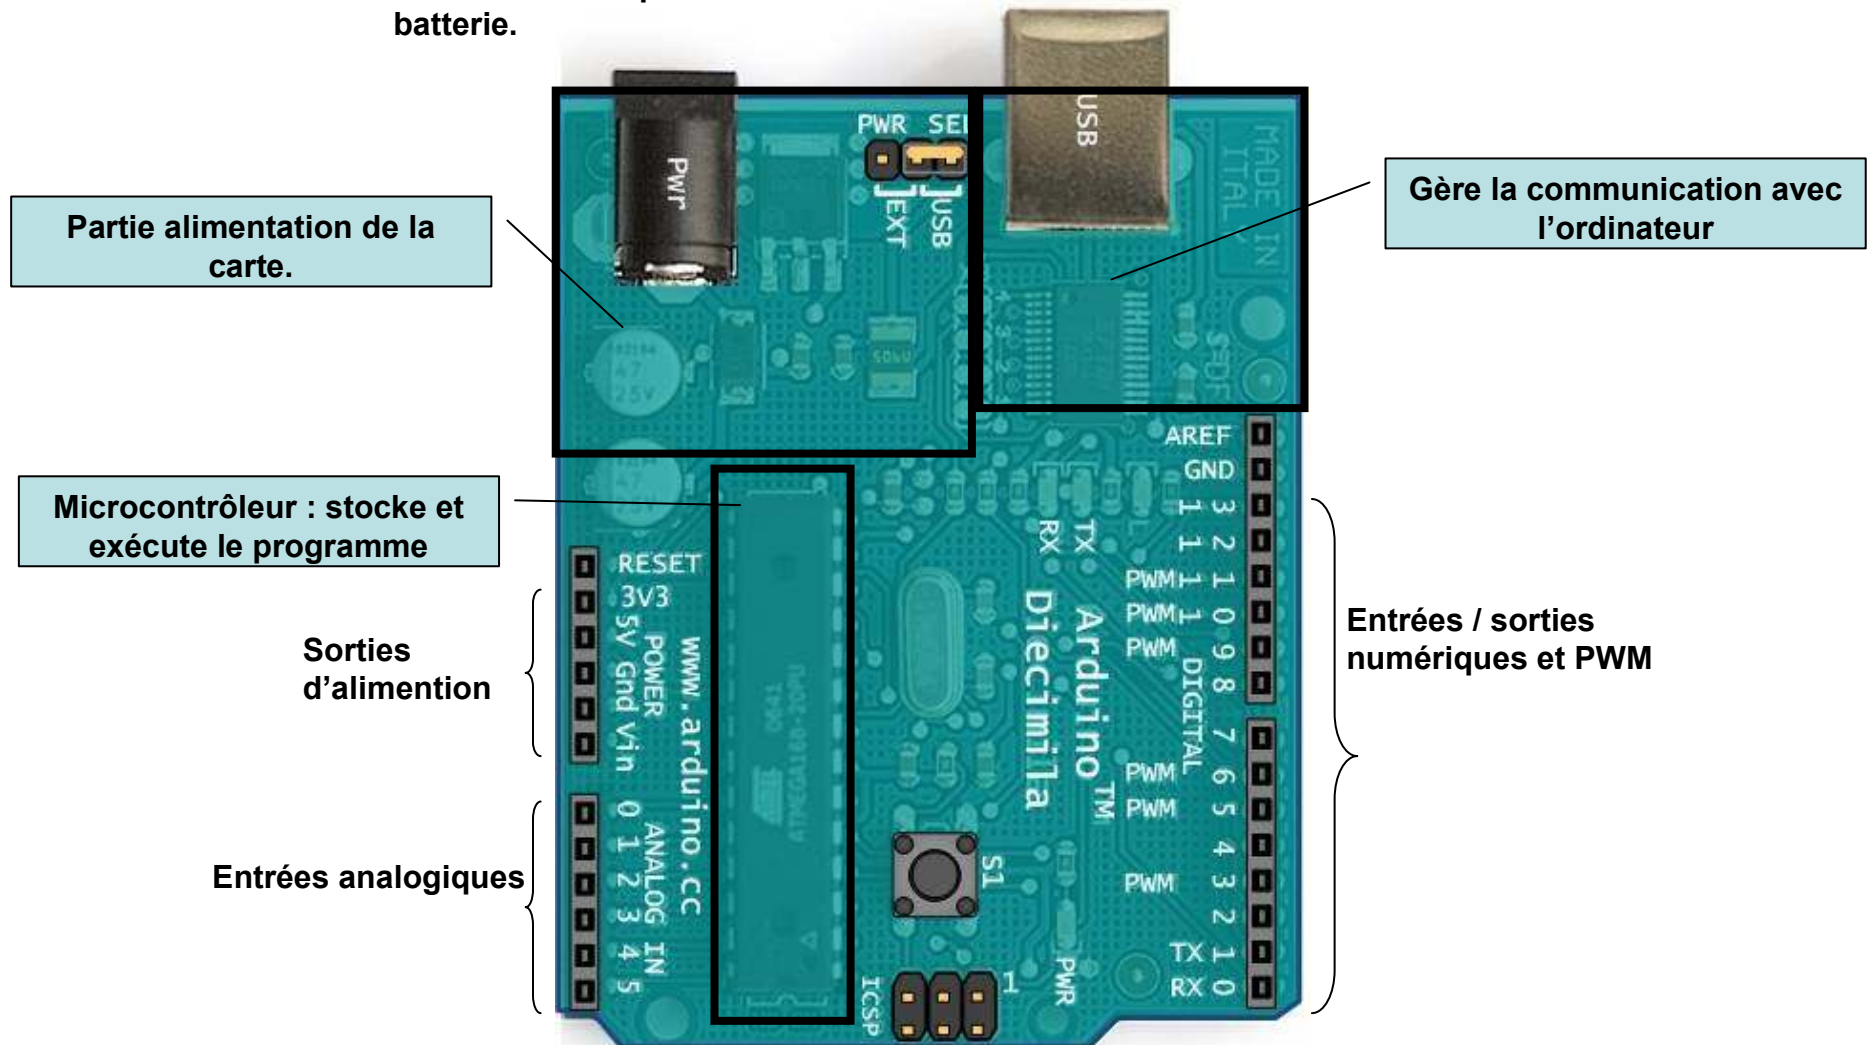 batterie.
Pwr
USB
PWR SEL
EXT
USB
MADE IN
ITALY
Partie alimentation de la
carte.
Gère la communication avec
l’ordinateur
47
25V
Microcontrôleur : stocke et
exécute le programme
AREF
GND
13
12
PWM 11
PWM 10
PWM 9
8
DIGITAL
7
PWM 6
PWM 5
4
PWM 3
2
TX 1
RX 0
RX
TX
L
RESET
3V3
5V Gnd Vin
POWER
Sorties
d’alimention
www.arduino.cc
Arduino™
Diecimila
Entrées / sorties
numériques et PWM
Entrées analogiques
0 1 2 3 4 5
ANALOG IN
S1
ICSP
1
PWR